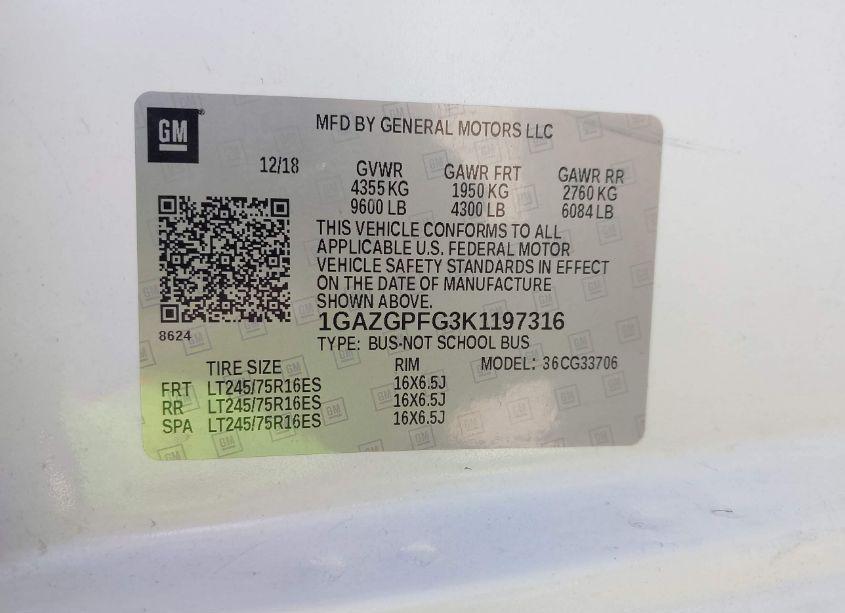 GM
MFD BY GENERAL MOTORS LLC
12/18 GVWR GAWR FRT GAWR RR
4355 KG 1950 KG 2760 KG
9600 LB 4300 LB 6084 LB
THIS VEHICLE CONFORMS TO ALL
APPLICABLE U.S. FEDERAL MOTOR
VEHICLE SAFETY STANDARDS IN EFFECT
ON THE DATE OF MANUFACTURE
SHOWN ABOVE.
1GAZGPFG3K1197316
8624
TYPE: BUS-NOT SCHOOL BUS
TIRE SIZE RIM MODEL: 36CG33706
FRT LT245/75R16ES 16X6.5J
RR LT245/75R16ES 16X6.5J
SPA LT245/75R16ES 16X6.5J